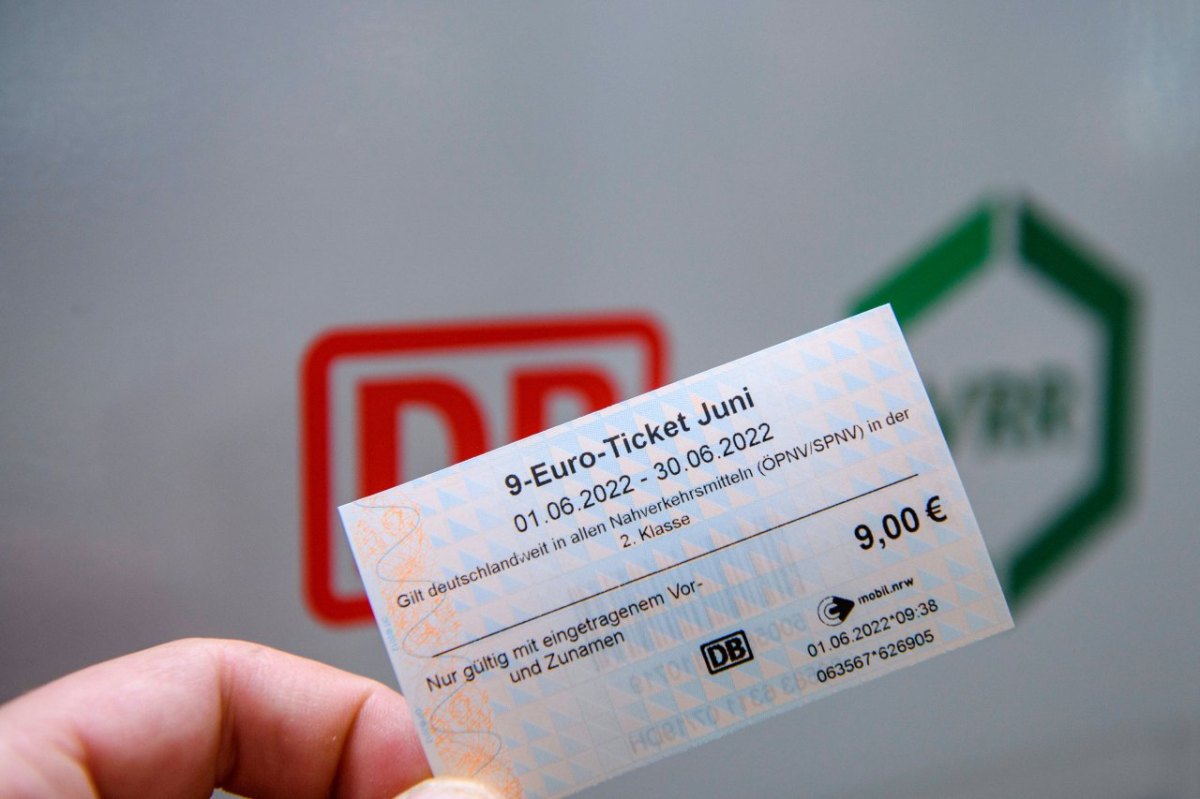 DB
VRR
9-Euro-Ticket Juni
01.06.2022 - 30.06.2022
Gilt deutschlandweit in allen Nahverkehrsmitteln (ÖPNV/SPNV) in der
2. Klasse
9,00 €
Nur gültig mit eingetragenem Vor-
und Zunamen
DB
mobil.nrw
01.06.2022*09:38
063567*626905